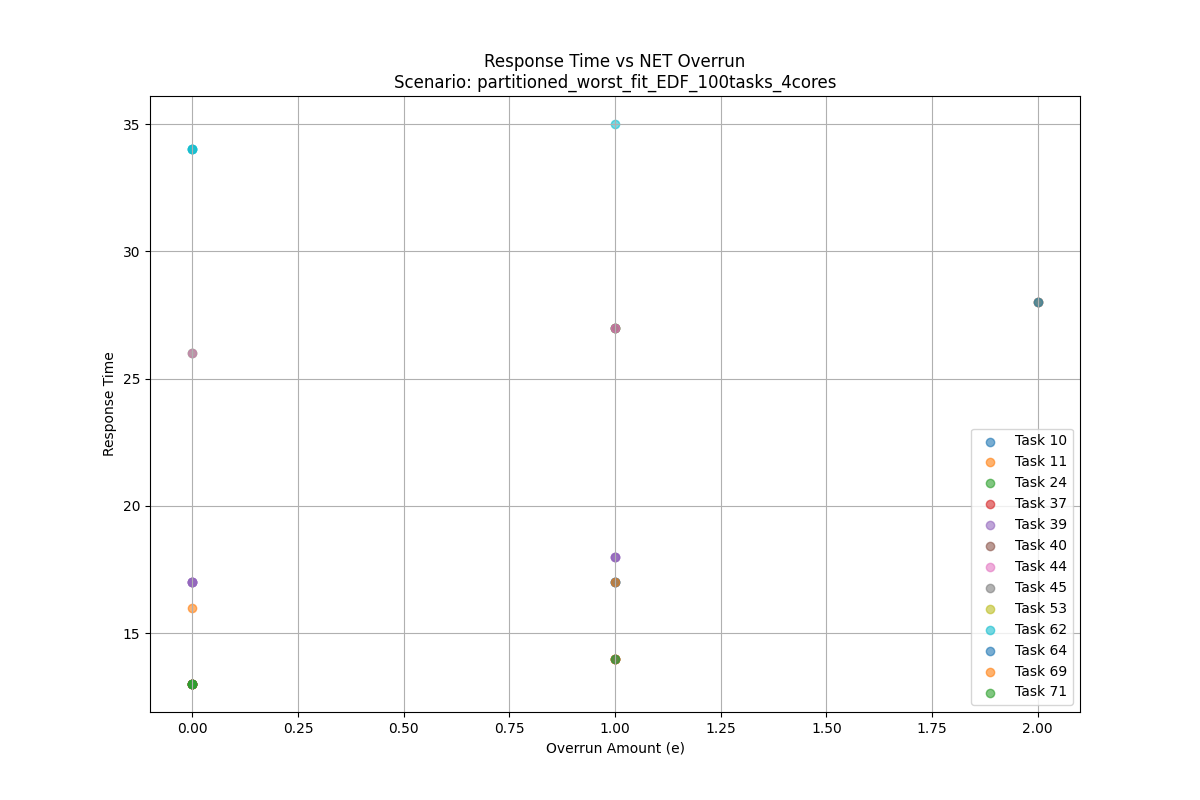 Response Time vs NET Overrun
Scenario: partitioned_worst_fit_EDF_100tasks_4cores
35
30
25
20
15
Response Time
Task 10
Task 11
Task 24
Task 37
Task 39
Task 40
Task 44
Task 45
Task 53
Task 62
Task 64
Task 69
Task 71
0.00 0.25 0.50 0.75 1.00 1.25 1.50 1.75 2.00
Overrun Amount (e)